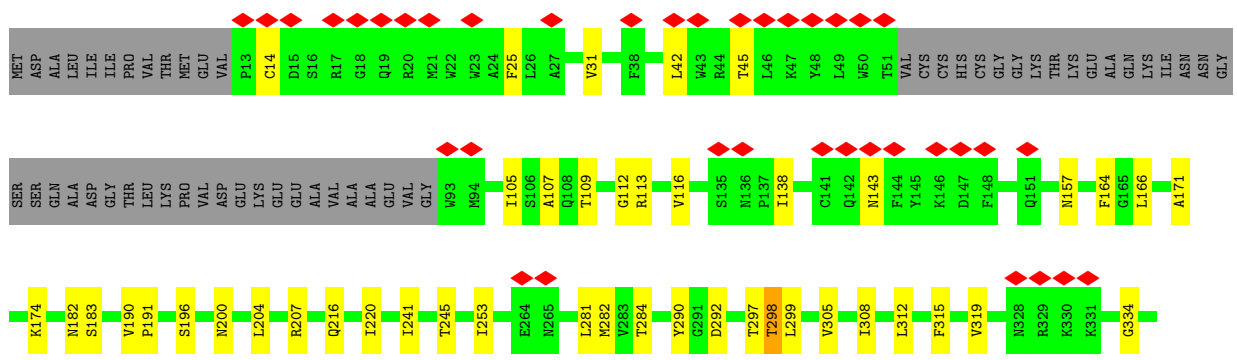 MET ASP ALA LEU ILE ILE PRO VAL THR MET GLU VAL P13 C14 D15 S16 R17 G18 Q19 R20 M21 W22 W23 A24 F25 L26 A27 V31 F38 L42 W43 R44 T45 L46 K47 Y48 L49 W50 T51 VAL CYS CYS HIS CYS GLY GLY LYS THR LYS GLU ALA GLN LYS ILE ASN ASN GLY
SER SER GLN ALA ASP GLY THR LEU LYS PRO VAL ASP GLU LYS GLU GLU ALA VAL ALA ALA GLU VAL GLY W93 M94 I105 S106 A107 Q108 T109 G112 R113 V116 S135 N136 P137 I138 C141 Q142 N143 F144 Y145 K146 D147 F148 Q151 N157 F164 G165 L166 A171
K174 N182 S183 V190 P191 S196 N200 L204 R207 Q216 I220 I241 T245 I253 E264 N265 L281 M282 V283 T284 Y290 G291 D292 T297 T298 L299 V305 I308 L312 F315 V319 N328 R329 K330 K331 G334